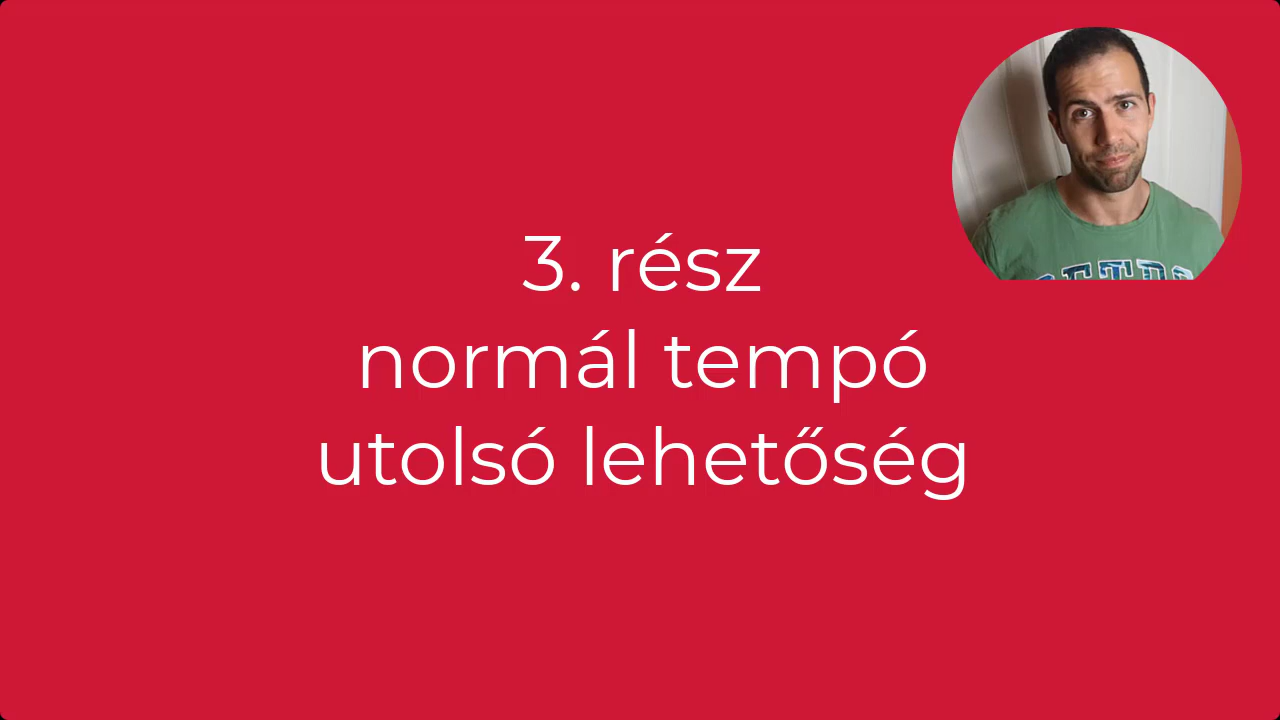 3. rész
normál tempó
utolsó lehetőség